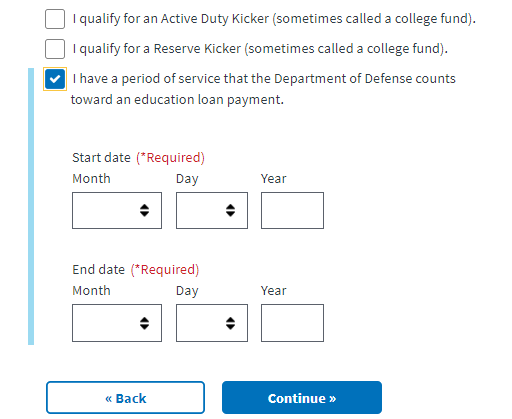 I qualify for an Active Duty Kicker (sometimes called a college fund).
I qualify for a Reserve Kicker (sometimes called a college fund).
I have a period of service that the Department of Defense counts
toward an education loan payment.
Start date (*Required)
Month Day Year
End date (*Required)
Month Day Year
« Back Continue »